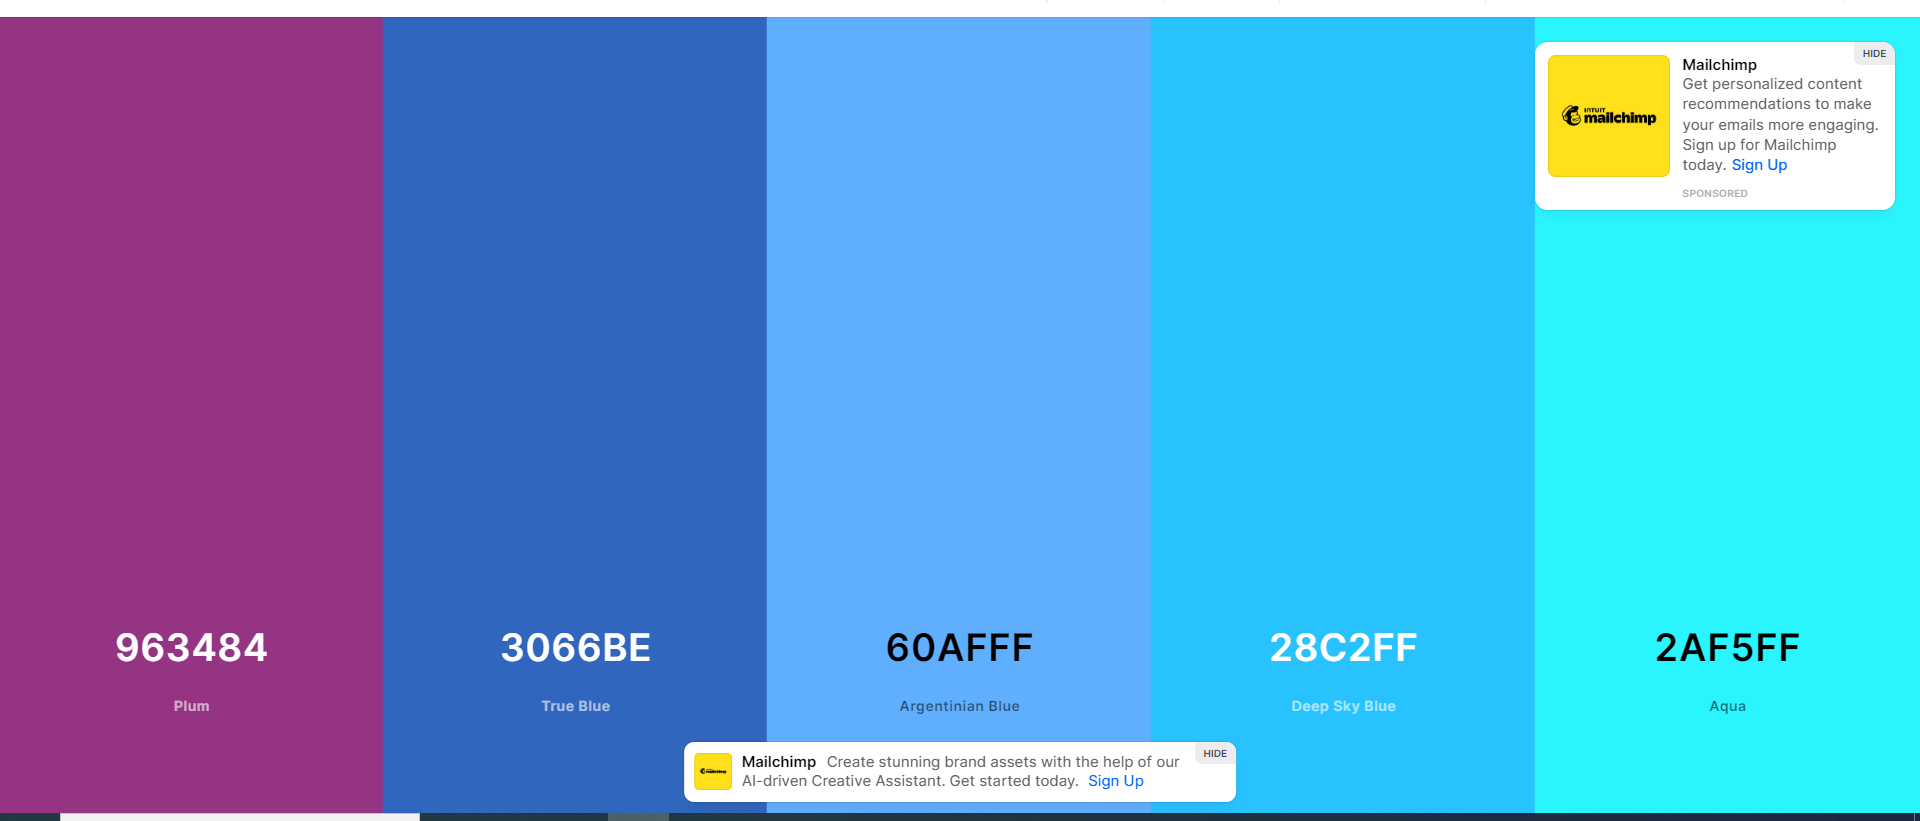 HIDE
Mailchimp
Get personalized content
recommendations to make
your emails more engaging.
Sign up for Mailchimp
today. Sign Up
SPONSORED
INTUIT
mailchimp
963484
Plum
3066BE
True Blue
60AFFF
Argentinian Blue
28C2FF
Deep Sky Blue
2AF5FF
Aqua
HIDE
mailchimp
Mailchimp Create stunning brand assets with the help of our
AI-driven Creative Assistant. Get started today. Sign Up